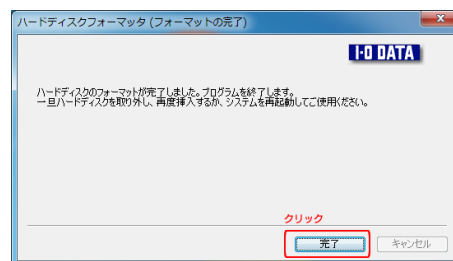 ハードディスクフォーマッタ (フォーマットの完了)
I-O DATA
ハードディスクのフォーマットが完了しました。プログラムを終了します。
一旦ハードディスクを取り外し、再度挿入するか、システムを再起動してご使用ください。
クリック
完了
キャンセル